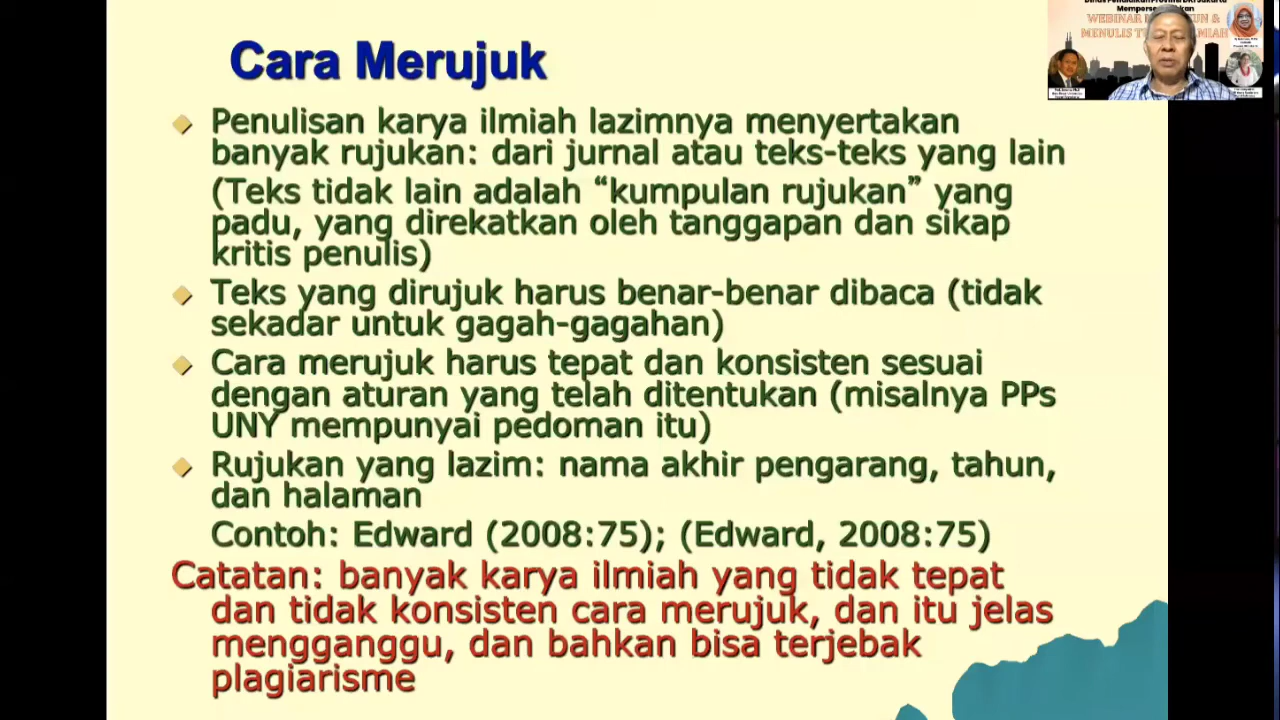 Cara Merujuk
Penulisan karya ilmiah lazimnya menyertakan
banyak rujukan: dari jurnal atau teks-teks yang lain
(Teks tidak lain adalah “kumpulan rujukan” yang
padu, yang direkatkan oleh tanggapan dan sikap
kritis penulis)
Teks yang dirujuk harus benar-benar dibaca (tidak
sekadar untuk gagah-gagahan)
Cara merujuk harus tepat dan konsisten sesuai
dengan aturan yang telah ditentukan (misalnya PPs
UNY mempunyai pedoman itu)
Rujukan yang lazim: nama akhir pengarang, tahun,
dan halaman
Contoh: Edward (2008:75); (Edward, 2008:75)
Catatan: banyak karya ilmiah yang tidak tepat
dan tidak konsisten cara merujuk, dan itu jelas
mengganggu, dan bahkan bisa terjebak
plagiarisme
WEBINAR
MENULIS